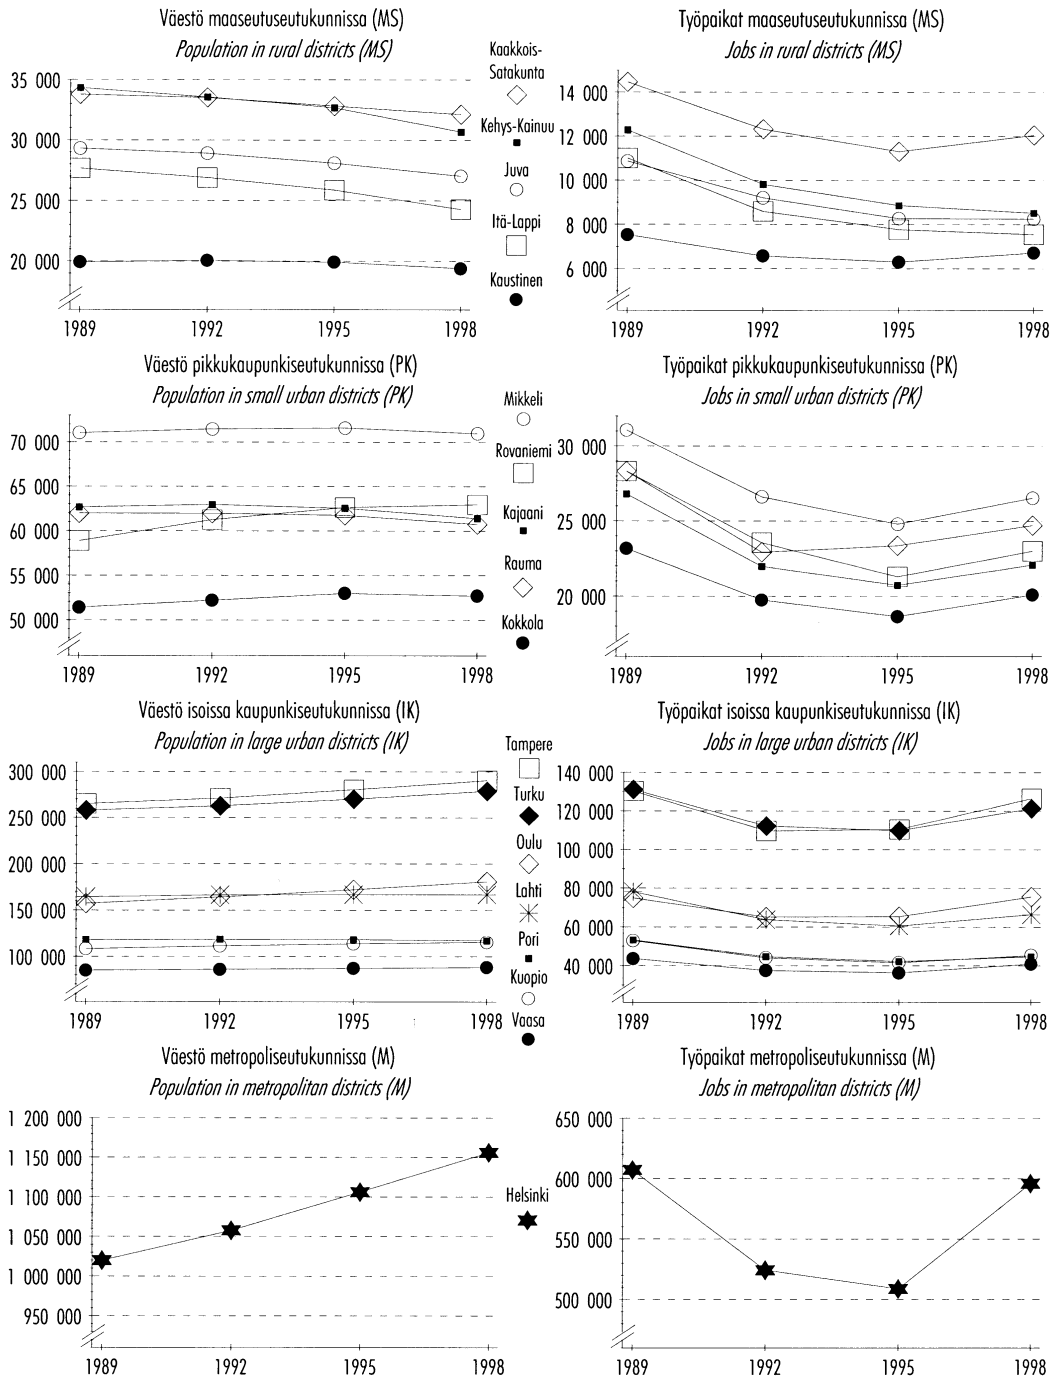 Väestö maaseutuseutukunnissa (MS)
Population in rural districts (MS)
35 000
30 000
25 000
20 000
1989 1992 1995 1998
Kaakkois-
Satakunta
Kehys-Kainuu
Juva
Itä-Lappi
Kaustinen
Työpaikat maaseutuseutukunnissa (MS)
Jobs in rural districts (MS)
14 000
12 000
10 000
8 000
6 000
1989 1992 1995 1998
Väestö pikkukaupunkiseutukunnissa (PK)
Population in small urban districts (PK)
70 000
65 000
60 000
55 000
50 000
1989 1992 1995 1998
Mikkeli
Rovaniemi
Kajaani
Rauma
Kokkola
Työpaikat pikkukaupunkiseutukunnissa (PK)
Jobs in small urban districts (PK)
30 000
25 000
20 000
1989 1992 1995 1998
Väestö isoissa kaupunkiseutukunnissa (IK)
Population in large urban districts (IK)
300 000
250 000
200 000
150 000
100 000
1989 1992 1995 1998
Tampere
Turku
Oulu
Lahti
Pori
Kuopio
Vaasa
Työpaikat isoissa kaupunkiseutukunnissa (IK)
Jobs in large urban districts (IK)
140 000
120 000
100 000
80 000
60 000
40 000
1989 1992 1995 1998
Väestö metropoliseutukunnissa (M)
Population in metropolitan districts (M)
1 200 000
1 150 000
1 100 000
1 050 000
1 000 000
950 000
1989 1992 1995 1998
Helsinki
Työpaikat metropoliseutukunnissa (M)
Jobs in metropolitan districts (M)
650 000
600 000
550 000
500 000
1989 1992 1995 1998